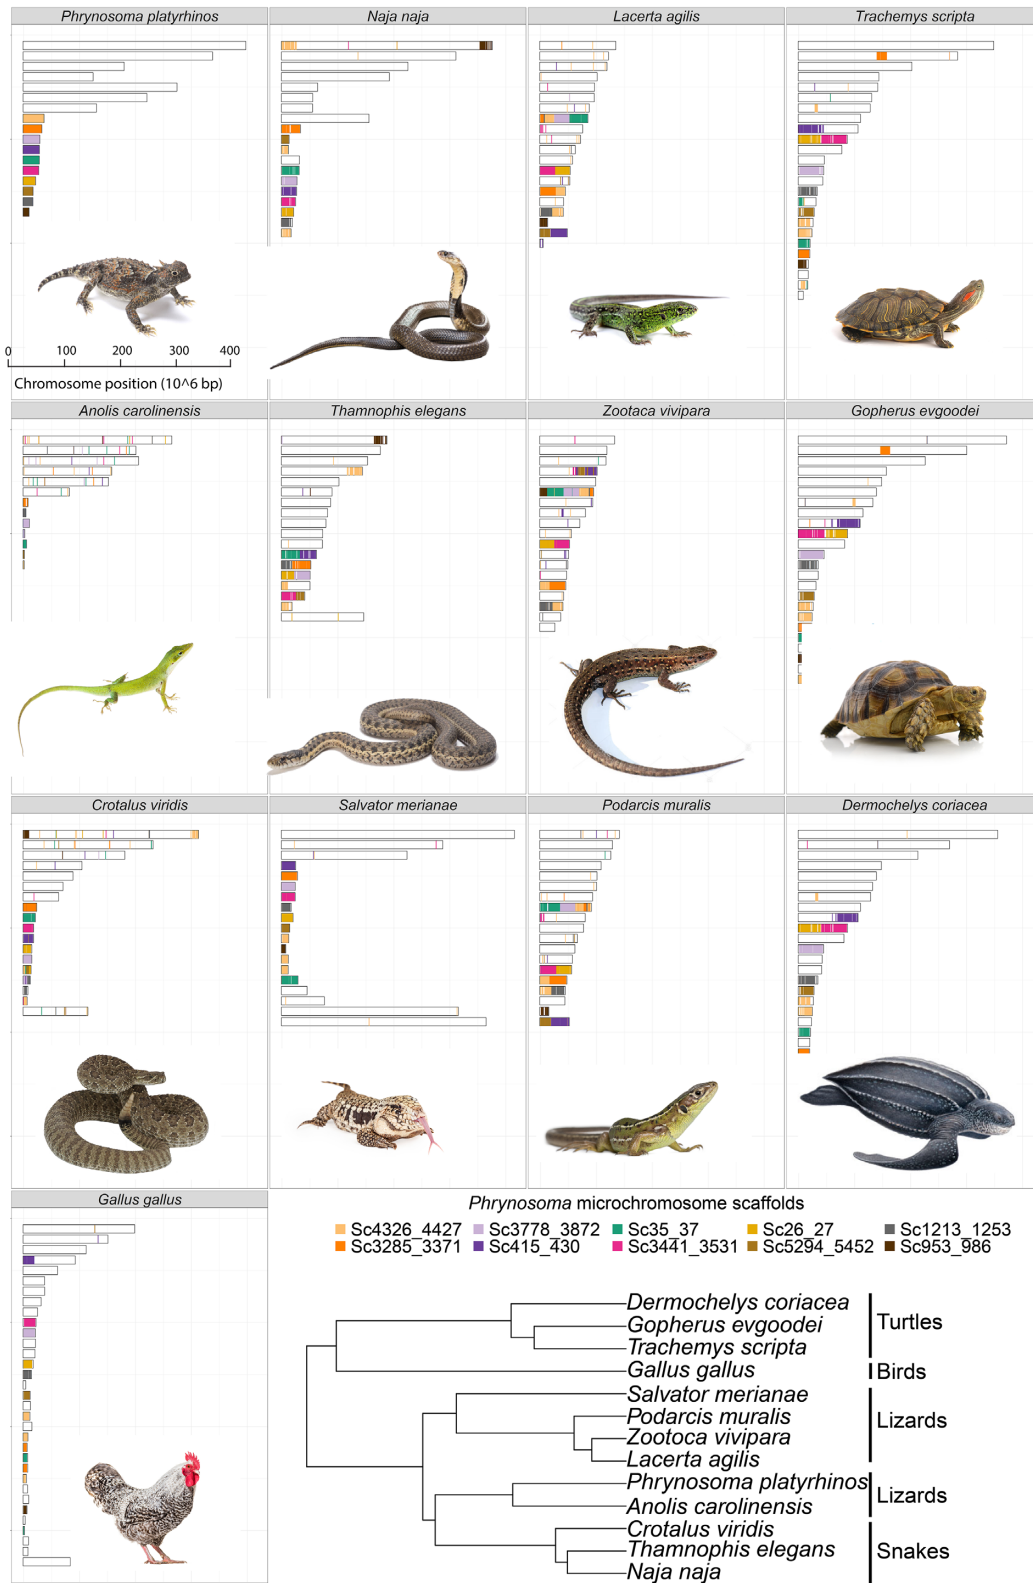 Phrynosoma platyrhinos
Naja naja
Lacerta agilis
Trachemys scripta
0 100 200 300 400
Chromosome position (10^6 bp)
Anolis carolinensis
Thamnophis elegans
Zootaca vivipara
Gopherus evgoodei
Crotalus viridis
Salvator merianae
Podarcis muralis
Dermochelys coriacea
Gallus gallus
Phrynosoma microchromosome scaffolds
Sc4326_4427 Sc3778_3872 Sc35_37 Sc26_27 Sc1213_1253
Sc3285_3371 Sc415_430 Sc3441_3531 Sc5294_5452 Sc953_986
Dermochelys coriacea
Gopherus evgoodei
Trachemys scripta
Turtles
Gallus gallus
Birds
Salvator merianae
Podarcis muralis
Zootoca vivipara
Lacerta agilis
Lizards
Phrynosoma platyrhinos
Anolis carolinensis
Lizards
Crotalus viridis
Thamnophis elegans
Naja naja
Snakes